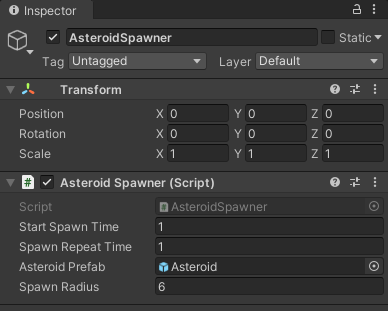 Inspector
AsteroidSpawner Static
Tag Untagged Layer Default
Transform
Position X 0 Y 0 Z 0
Rotation X 0 Y 0 Z 0
Scale X 1 Y 1 Z 1
# Asteroid Spawner (Script)
Script # AsteroidSpawner
Start Spawn Time 1
Spawn Repeat Time 1
Asteroid Prefab Asteroid
Spawn Radius 6